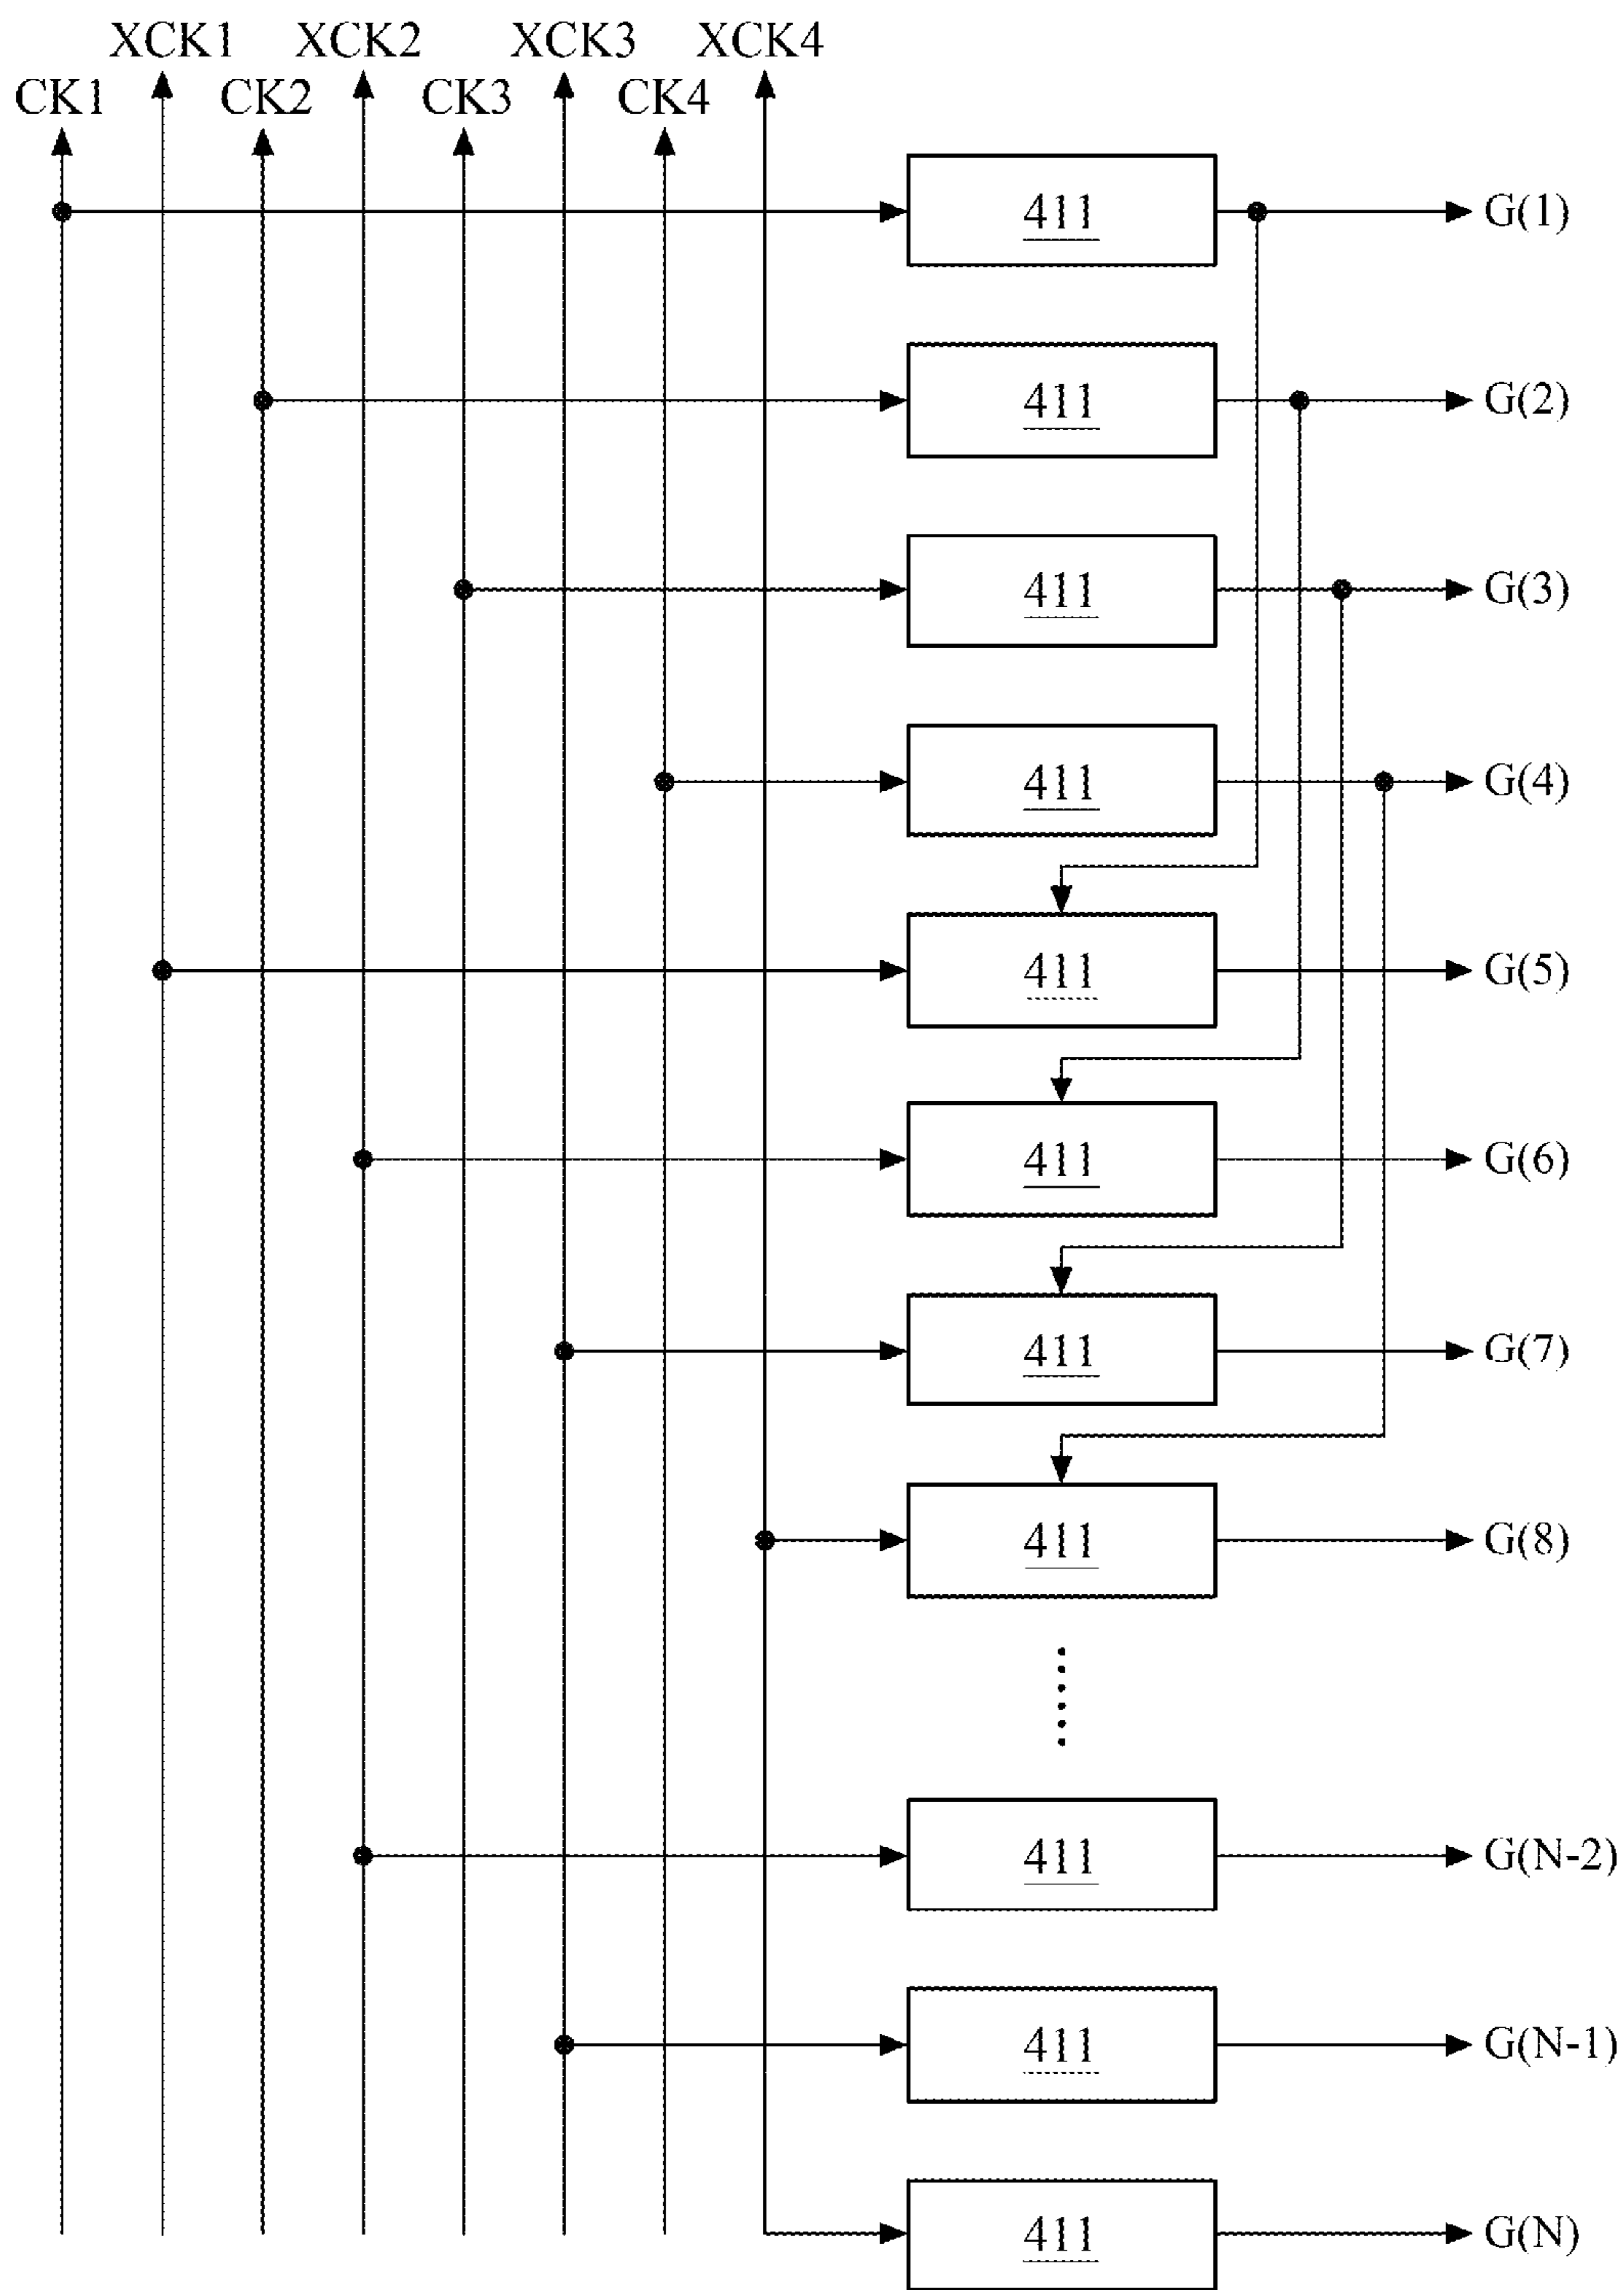 XCK1 XCK2 XCK3 XCK4
CK1 CK2 CK3 CK4
411 G(1)
411 G(2)
411 G(3)
411 G(4)
411 G(5)
411 G(6)
411 G(7)
411 G(8)
411 G(N-2)
411 G(N-1)
411 G(N)